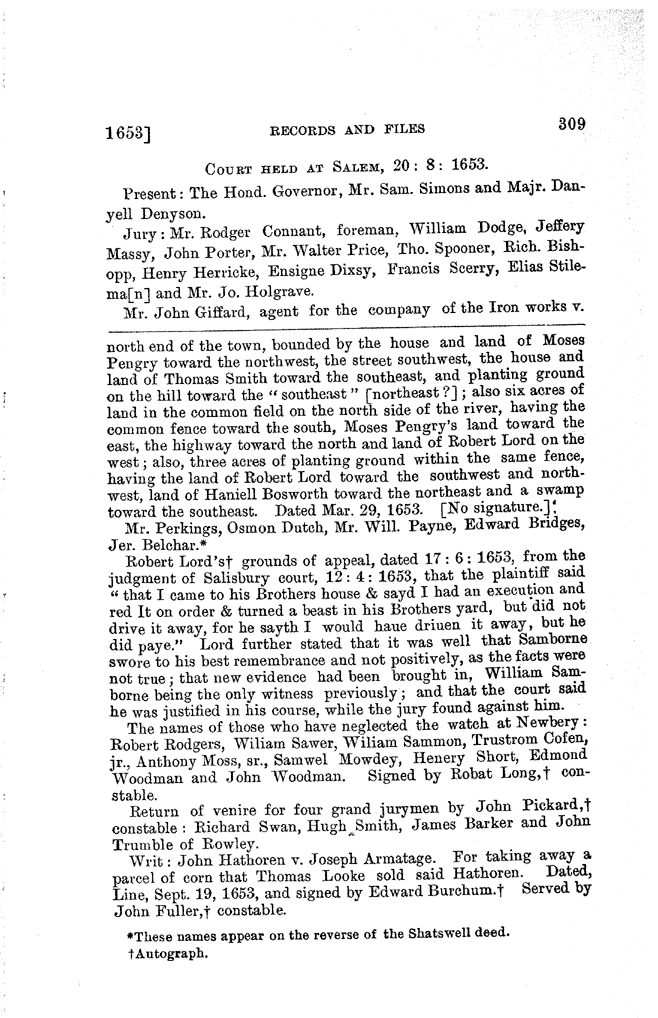 1653] RECORDS AND FILES 309
COURT HELD AT SALEM, 20 : 8 : 1653.
Present : The Hond. Governor, Mr. Sam. Simons and Majr. Dan-
yell Denyson.
Jury : Mr. Rodger Connant, foreman, William Dodge, Jeffery
Massy, John Porter, Mr. Walter Price, Tho. Spooner, Rich. Bish-
opp, Henry Herricke, Ensigne Dixsy, Francis Scerry, Elias Stile-
ma[n] and Mr. Jo. Holgrave.
Mr. John Giffard, agent for the company of the Iron works v.
north end of the town, bounded by the house and land of Moses
Pengry toward the northwest, the street southwest, the house and
land of Thomas Smith toward the southeast, and planting ground
on the hill toward the "southeast" [northeast ?] ; also six acres of
land in the common field on the north side of the river, having the
common fence toward the south, Moses Pengry's land toward the
east, the highway toward the north and land of Robert Lord on the
west ; also, three acres of planting ground within the same fence,
having the land of Robert Lord toward the southwest and north-
west, land of Haniell Bosworth toward the northeast and a swamp
toward the southeast. Dated Mar. 29, 1653. [No signature.]
Mr. Perkings, Osmon Dutch, Mr. Will. Payne, Edward Bridges,
Jer. Belchar.*
Robert Lord's† grounds of appeal, dated 17 : 6 : 1653, from the
judgment of Salisbury court, 12 : 4 : 1653, that the plaintiff said
" that I came to his Brothers house & sayd I had an execution and
red It on order & turned a beast in his Brothers yard, but did not
drive it away, for he sayth I would haue driuen it away, but he
did paye." Lord further stated that it was well that Samborne
swore to his best remembrance and not positively, as the facts were
not true ; that new evidence had been brought in, William Sam-
borne being the only witness previously ; and that the court said
he was justified in his course, while the jury found against him.
The names of those who have neglected the watch at Newbery :
Robert Rodgers, Wiliam Sawer, Wiliam Sammon, Trustrom Cofen,
jr., Anthony Moss, sr., Samwel Mowdey, Henery Short, Edmond
Woodman and John Woodman. Signed by Robat Long,† con-
stable.
Return of venire for four grand jurymen by John Pickard,†
constable : Richard Swan, Hugh Smith, James Barker and John
Trumble of Rowley.
Writ : John Hathoren v. Joseph Armatage. For taking away a
parcel of corn that Thomas Looke sold said Hathoren. Dated,
Line, Sept. 19, 1653, and signed by Edward Burchum.† Served by
John Fuller,† constable.
*These names appear on the reverse of the Shatswell deed.
†Autograph.